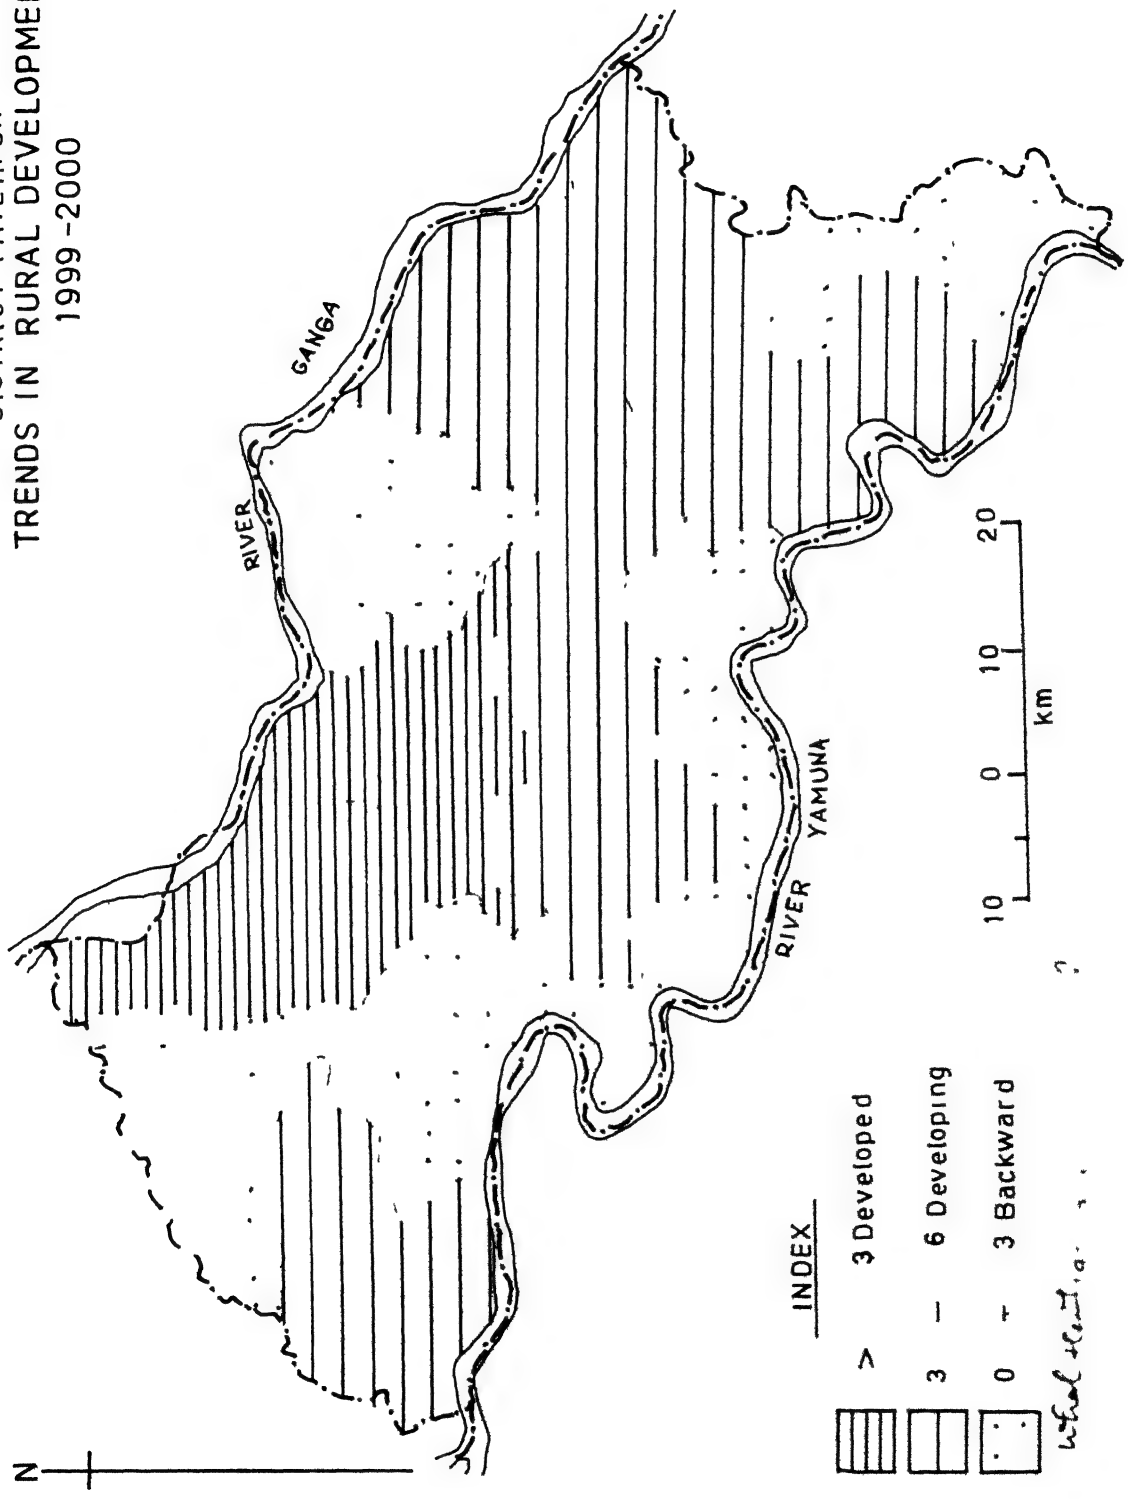 TRENDS IN RURAL DEVELOPME
1999-2000
N
RIVER
GANGA
RIVER
YAMUNA
10 0 10 20
km
INDEX
> 3 Developed
3 — 6 Developing
0 - 3 Backward